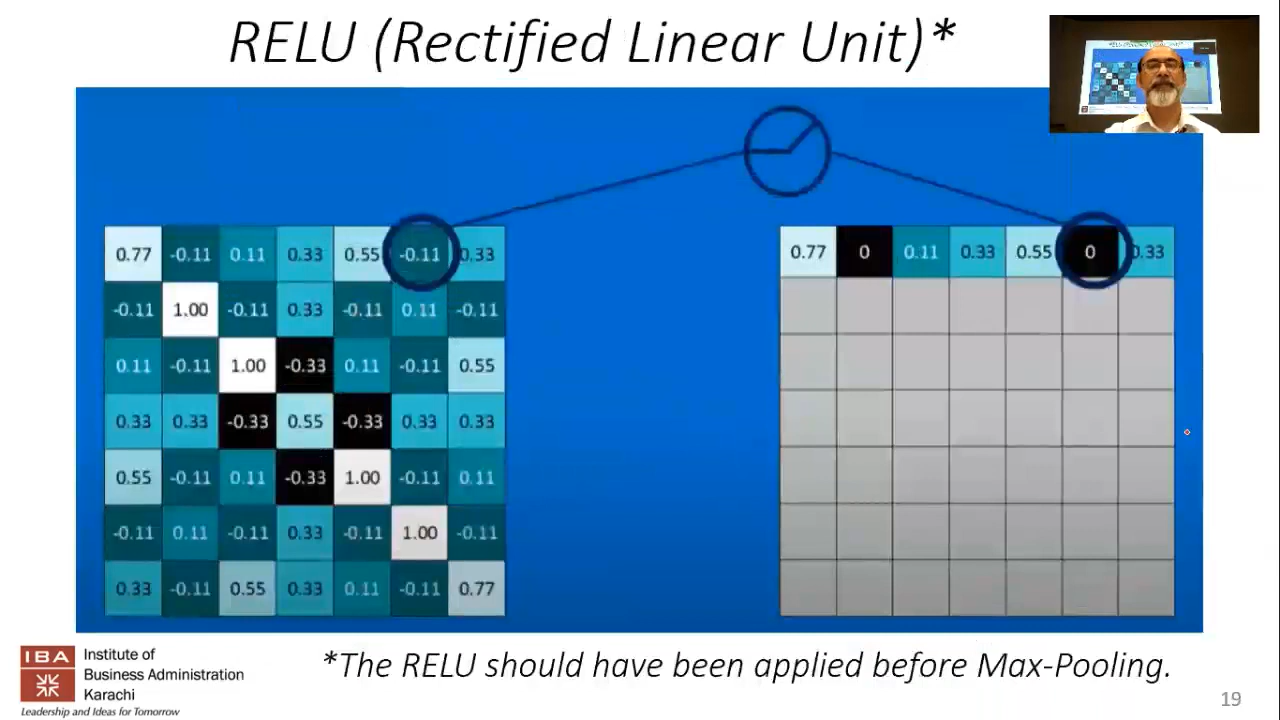 RELU (Rectified Linear Unit)*
0.77 -0.11 0.11 0.33 0.55 -0.11 0.33
-0.11 1.00 -0.11 0.33 -0.11 0.11 -0.11
0.11 -0.11 1.00 -0.33 0.11 -0.11 0.55
0.33 0.33 -0.33 0.55 -0.33 0.33 0.33
0.55 -0.11 0.11 -0.33 1.00 -0.11 0.11
-0.11 0.11 -0.11 0.33 -0.11 1.00 -0.11
0.33 -0.11 0.55 0.33 0.11 -0.11 0.77
0.77 0 0.11 0.33 0.55 0 0.33
IBA
Institute of
Business Administration
Karachi
Leadership and Ideas for Tomorrow
*The RELU should have been applied before Max-Pooling.
19